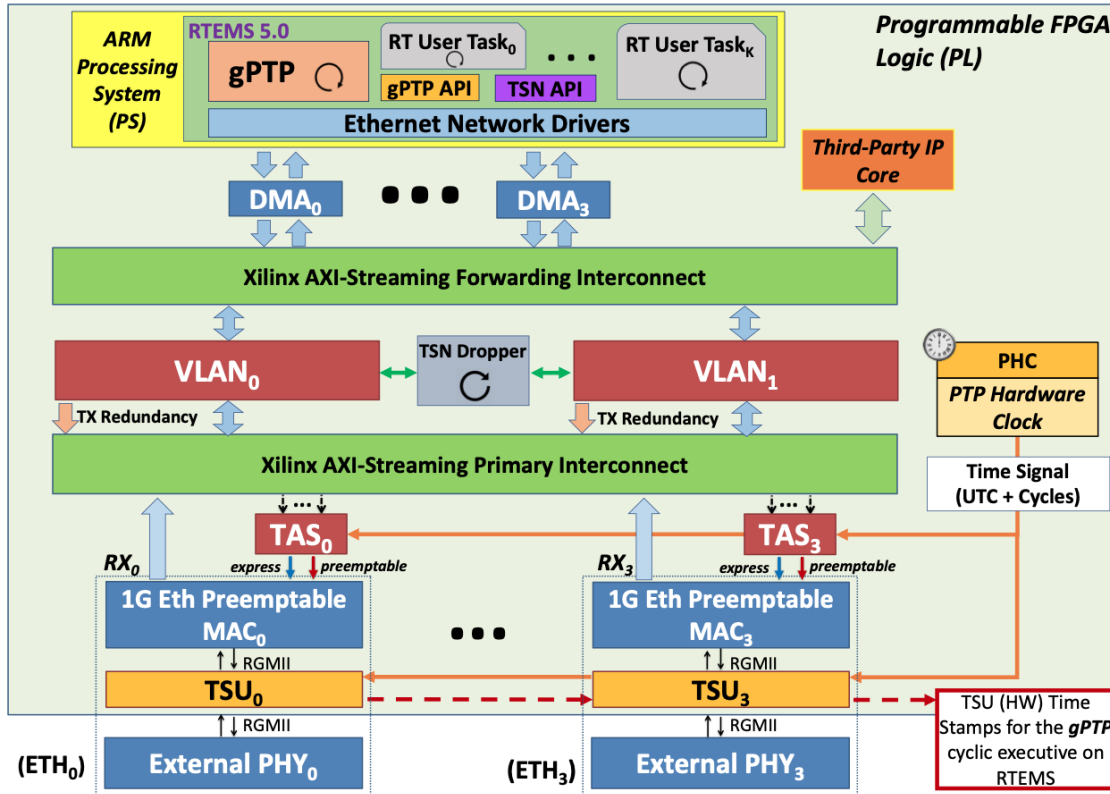 Programmable FPGA
Logic (PL)
ARM
Processing
System
(PS)
RTEMS 5.0
gPTP
RT User Task0
gPTP API
TSN API
RT User TaskK
Ethernet Network Drivers
Third-Party IP
Core
DMA0
DMA3
Xilinx AXI-Streaming Forwarding Interconnect
VLAN0
TSN Dropper
VLAN1
PHC
PTP Hardware
Clock
TX Redundancy
TX Redundancy
Xilinx AXI-Streaming Primary Interconnect
Time Signal
(UTC + Cycles)
TAS0
TAS3
RX0
express
preemptable
RX3
express
preemptable
1G Eth Preemptable
MAC0
1G Eth Preemptable
MAC3
RGMII
RGMII
TSU0
TSU3
TSU (HW) Time
Stamps for the gPTP
cyclic executive on
RTEMS
RGMII
RGMII
(ETH0)
External PHY0
(ETH3)
External PHY3